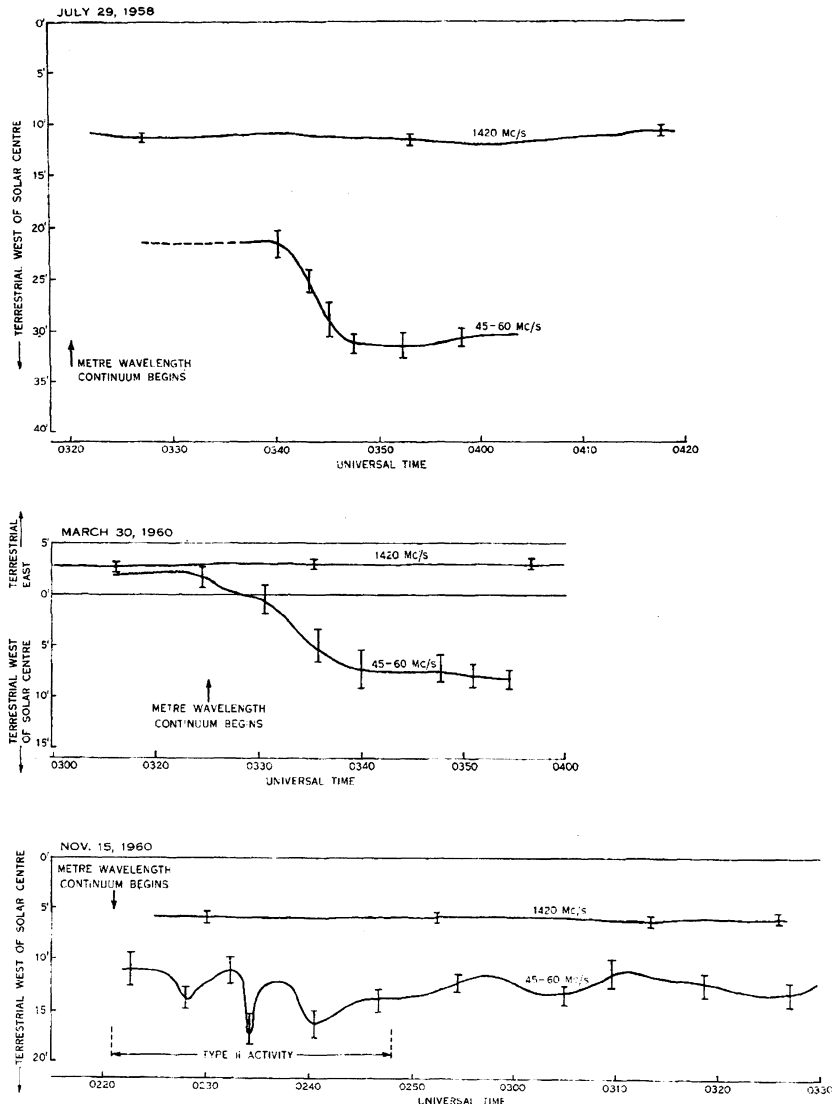 JULY 29, 1958
0'
5'
10'
15'
20'
25'
30'
35'
40'
TERRESTRIAL WEST OF SOLAR CENTRE
1420 Mc/s
45-60 Mc/s
METRE WAVELENGTH
CONTINUUM BEGINS
0320 0330 0340 0350 0400 0410 0420
UNIVERSAL TIME
MARCH 30, 1960
TERRESTRIAL
EAST
TERRESTRIAL WEST
OF SOLAR CENTRE
5'
0'
5'
10'
15'
1420 Mc/s
45-60 Mc/s
METRE WAVELENGTH
CONTINUUM BEGINS
0300 0320 0330 0340 0350 0400
UNIVERSAL TIME
NOV. 15, 1960
METRE WAVELENGTH
CONTINUUM BEGINS
TERRESTRIAL WEST OF SOLAR CENTRE
0'
5'
10'
15'
20'
1420 Mc/s
45-60 Mc/s
TYPE II ACTIVITY
0220 0230 0240 0250 0300 0310 0320 0330
UNIVERSAL TIME